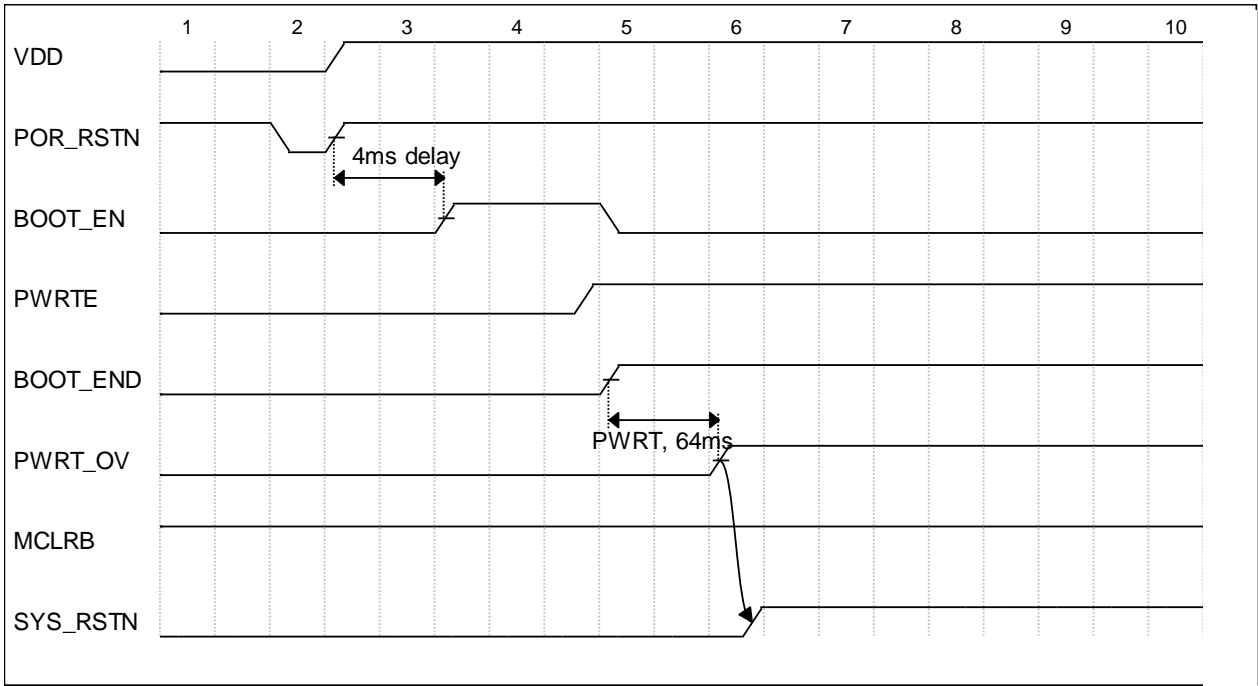 1 2 3 4 5 6 7 8 9 10
VDD
POR_RSTN
4ms delay
BOOT_EN
PWRTE
BOOT_END
PWRT, 64ms
PWRT_OV
MCLRB
SYS_RSTN